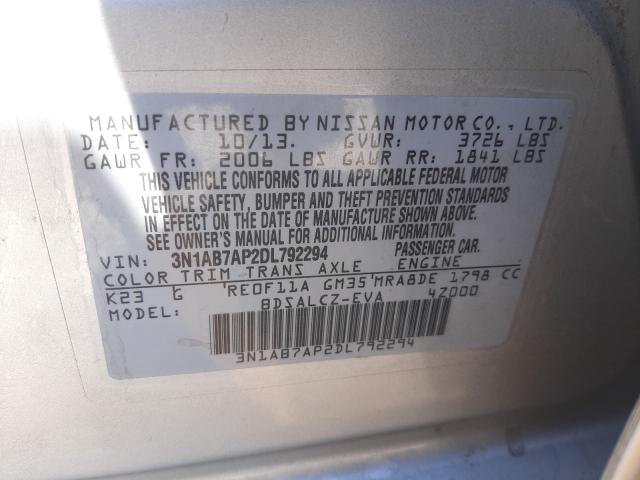 MANUFACTURED BY NISSAN MOTOR CO., LTD.
DATE: 10/13. GVWR: 3726 LBS
GAWR FR: 2006 LBS GAWR RR: 1841 LBS
THIS VEHICLE CONFORMS TO ALL APPLICABLE FEDERAL MOTOR
VEHICLE SAFETY, BUMPER AND THEFT PREVENTION STANDARDS
IN EFFECT ON THE DATE OF MANUFACTURE SHOWN ABOVE.
SEE OWNER'S MANUAL FOR ADDITIONAL INFORMATION.
VIN: 3N1AB7AP2DL792294 PASSENGER CAR.
COLOR TRIM TRANS AXLE ENGINE
K23 G RE0F11A GM35 MRA8DE 1798 CC
MODEL: BDSALCZ-EVA 4Z000
3N1AB7AP2DL792294